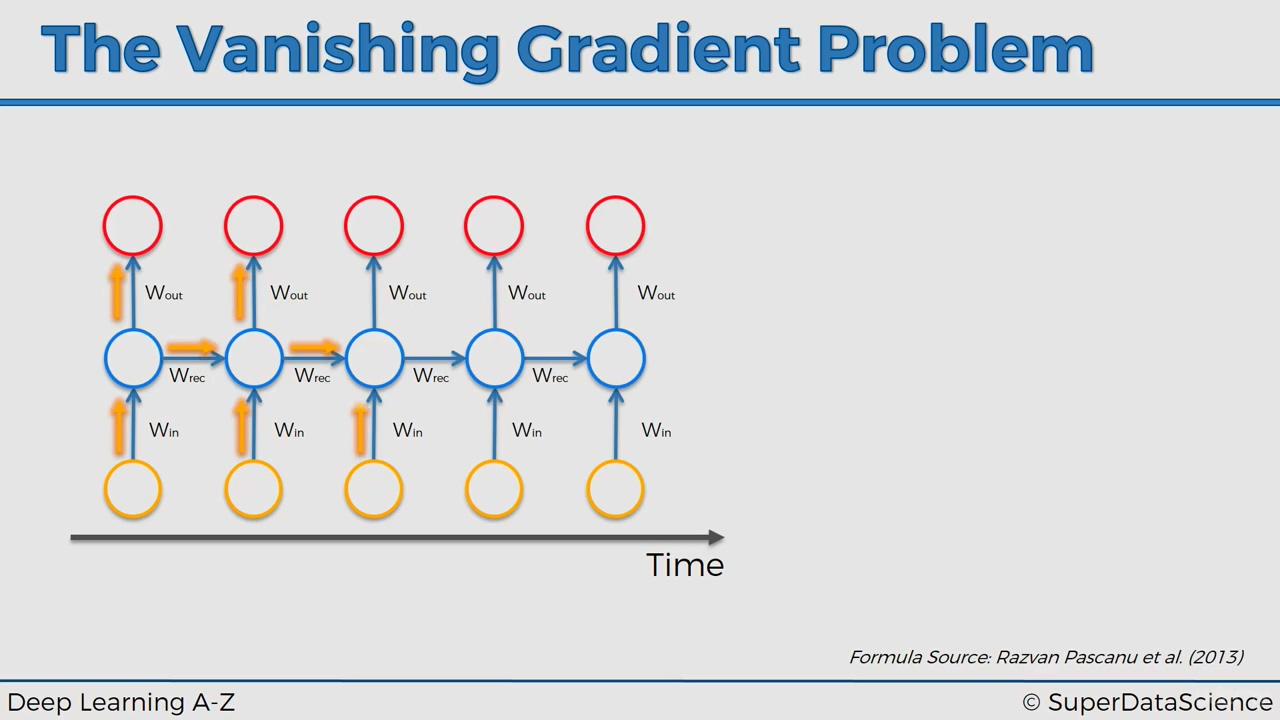 The Vanishing Gradient Problem
Wout Wout Wout Wout Wout
Wrec Wrec Wrec Wrec
Win Win Win Win Win
Time
Formula Source: Razvan Pascanu et al. (2013)
Deep Learning A-Z
© SuperDataScience